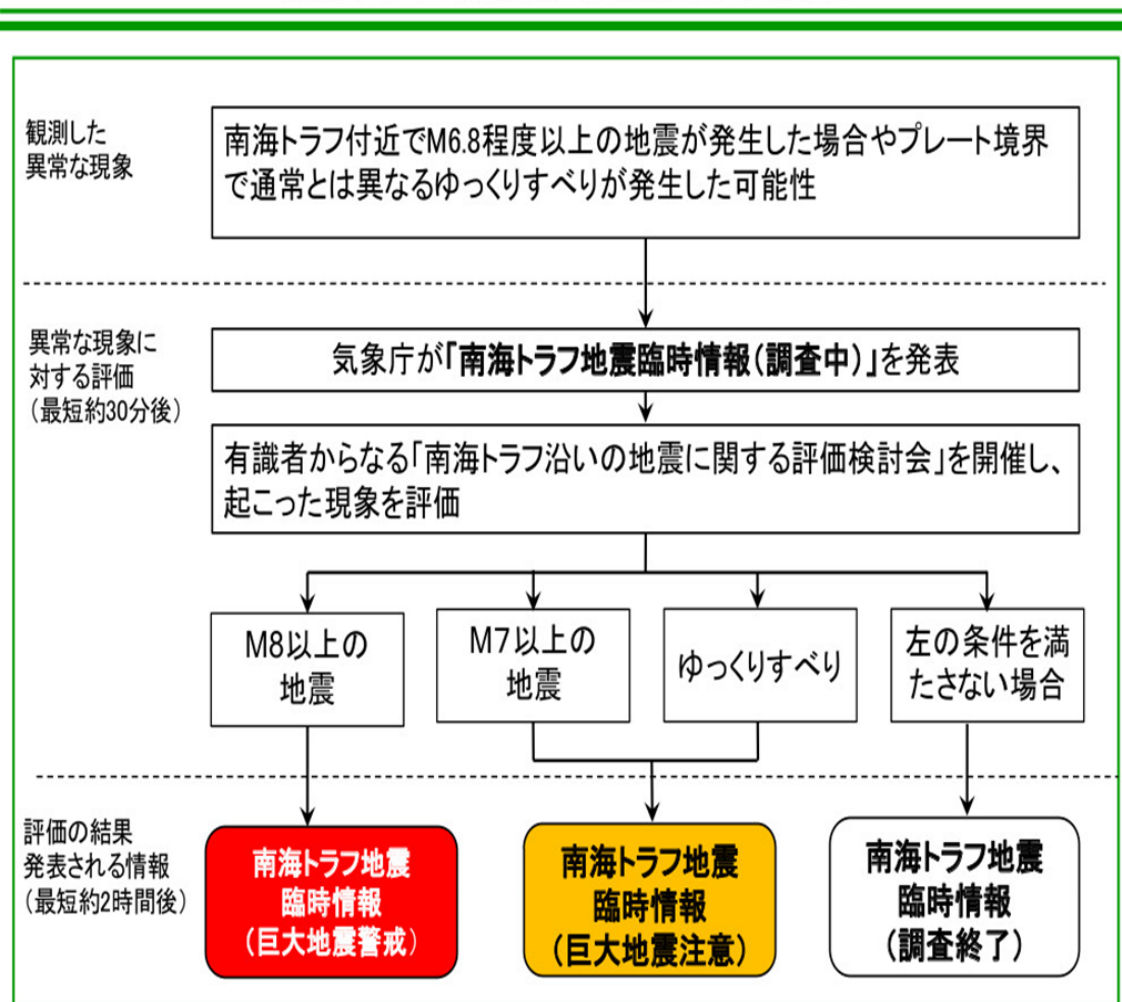 観測した
異常な現象
南海トラフ付近でM6.8程度以上の地震が発生した場合やプレート境界
で通常とは異なるゆっくりすべりが発生した可能性
異常な現象に
対する評価
(最短約30分後)
気象庁が「南海トラフ地震臨時情報(調査中)」を発表
有識者からなる「南海トラフ沿いの地震に関する評価検討会」を開催し、
起こった現象を評価
M8以上の
地震
M7以上の
地震
ゆっくりすべり
左の条件を満
たさない場合
評価の結果
発表される情報
(最短約2時間後)
南海トラフ地震
臨時情報
(巨大地震警戒)
南海トラフ地震
臨時情報
(巨大地震注意)
南海トラフ地震
臨時情報
(調査終了)